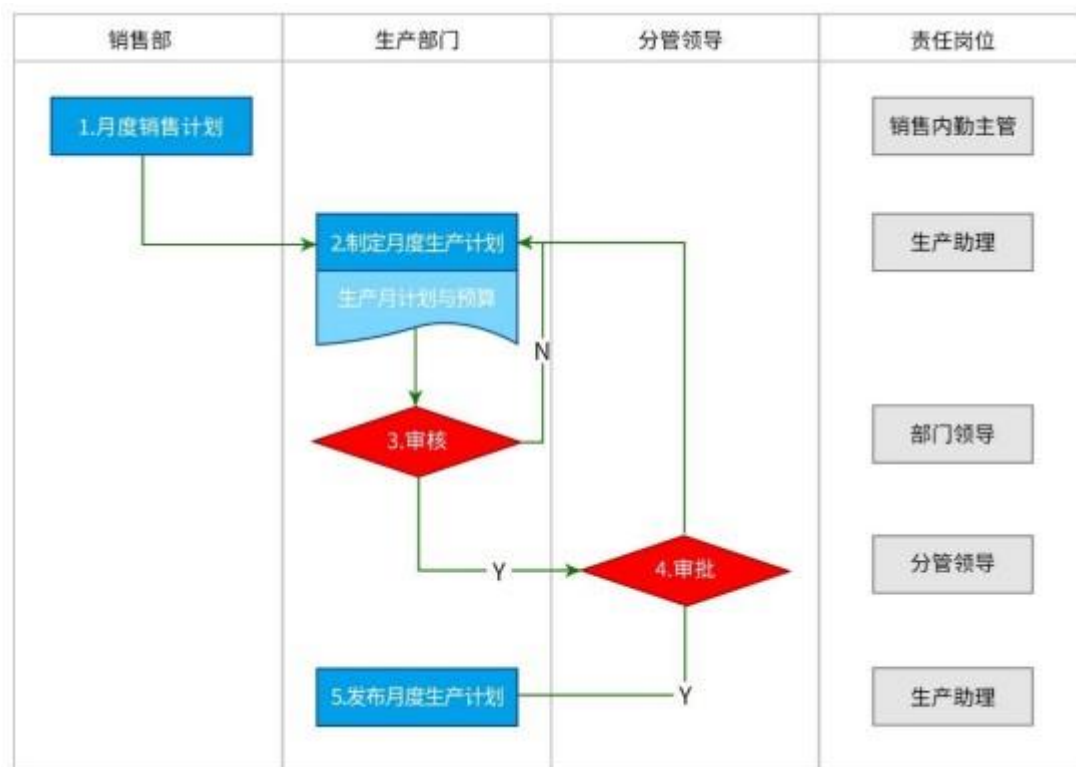 销售部
生产部门
分管领导
责任岗位
1.月度销售计划
销售内勤主管
2.制定月度生产计划
生产助理
生产月计划与预算
N
3.审核
部门领导
Y
4.审批
分管领导
5.发布月度生产计划
Y
生产助理